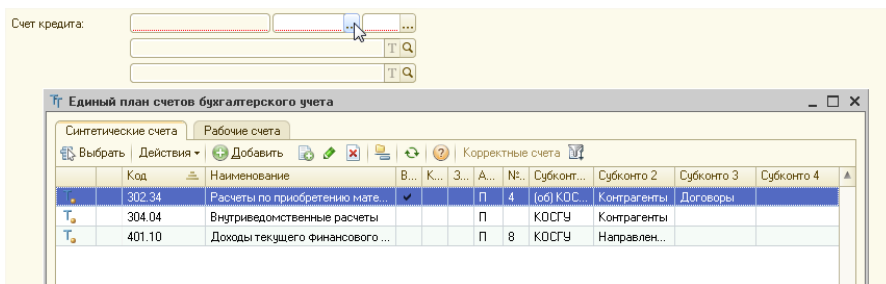 Счет кредита:
... ...
T
T
Единый план счетов бухгалтерского учета
Синтетические счета Рабочие счета
Выбрать Действия Добавить Корректные счета
Код Наименование В... К... З... А... №... Субконт... Субконто 2 Субконто 3 Субконто 4
302.34 Расчеты по приобретению мате... П 4 (об) КОС... Контрагенты Договоры
304.04 Внутриведомственные расчеты П КОСГУ Контрагенты
401.10 Доходы текущего финансового ... П 8 КОСГУ Направлен...